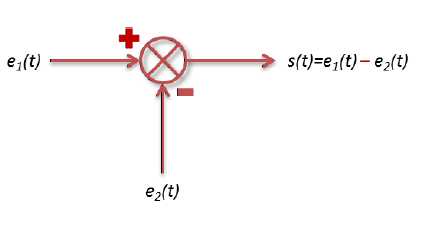 +
e₁(t)
s(t)=e₁(t) – e₂(t)
–
e₂(t)